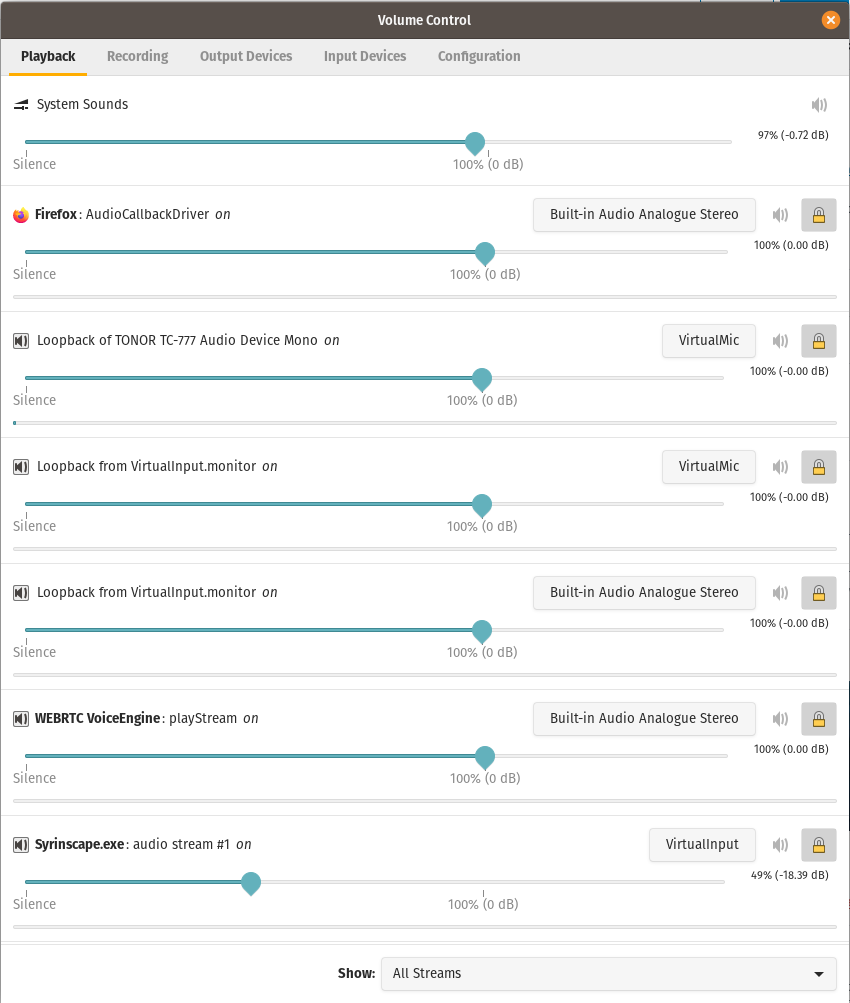 Volume Control
Playback Recording Output Devices Input Devices Configuration
System Sounds
97% (-0.72 dB)
Silence 100% (0 dB)
Firefox: AudioCallbackDriver on Built-in Audio Analogue Stereo
100% (0.00 dB)
Silence 100% (0 dB)
Loopback of TONOR TC-777 Audio Device Mono on VirtualMic
100% (-0.00 dB)
Silence 100% (0 dB)
Loopback from VirtualInput.monitor on VirtualMic
100% (-0.00 dB)
Silence 100% (0 dB)
Loopback from VirtualInput.monitor on Built-in Audio Analogue Stereo
100% (-0.00 dB)
Silence 100% (0 dB)
WEBRTC VoiceEngine: playStream on Built-in Audio Analogue Stereo
100% (0.00 dB)
Silence 100% (0 dB)
Syrinscape.exe: audio stream #1 on VirtualInput
49% (-18.39 dB)
Silence 100% (0 dB)
Show: All Streams